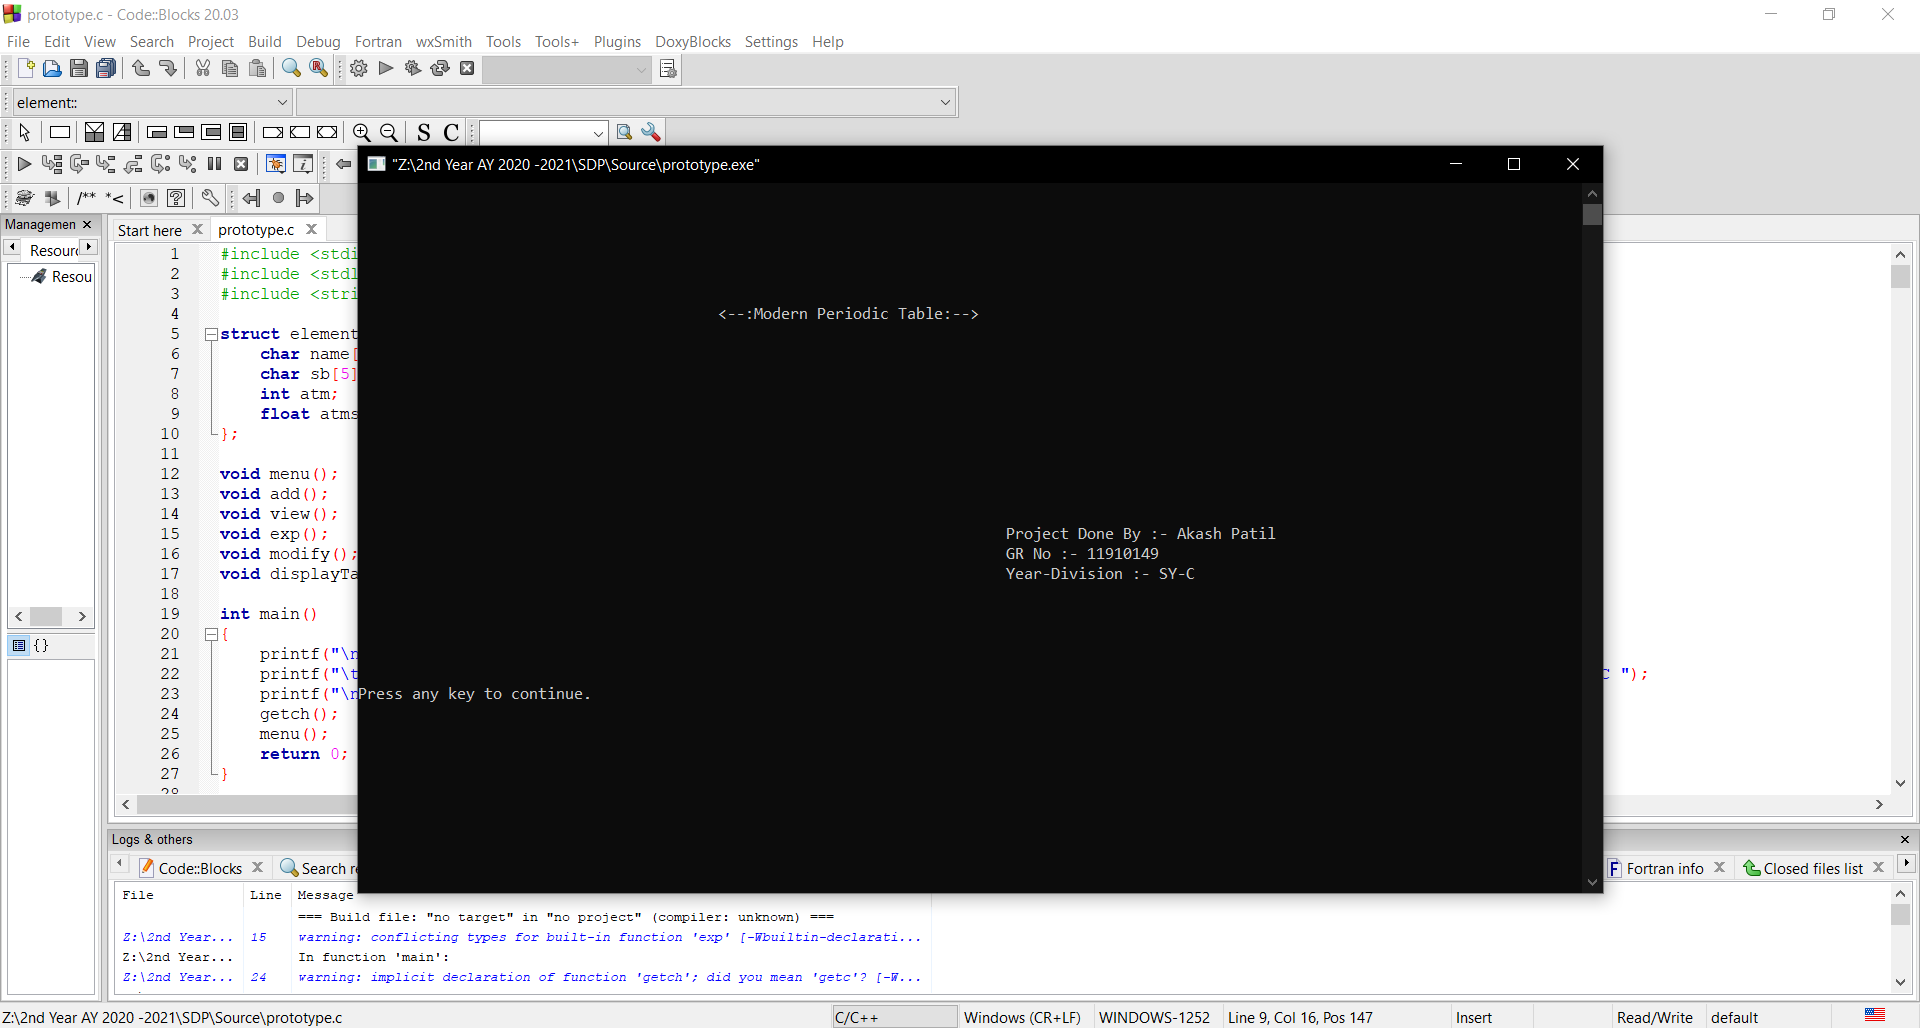 prototype.c - Code::Blocks 20.03
File Edit View Search Project Build Debug Fortran wxSmith Tools Tools+ Plugins DoxyBlocks Settings Help
element::
S C
/** *<
"Z:\2nd Year AY 2020 -2021\SDP\Source\prototype.exe"
Managemen
Resour
Resou
{}
Start here prototype.c
1 #include <stdi
2 #include <stdl
3 #include <stri
4
5 struct element
6 char name[
7 char sb[5]
8 int atm;
9 float atms
10 };
11
12 void menu();
13 void add();
14 void view();
15 void exp();
16 void modify();
17 void displayTa
18
19 int main()
20 {
21 printf("\n
22 printf("\t C ");
23 printf("\n
24 getch();
25 menu();
26 return 0;
27 }
28
<--:Modern Periodic Table:-->
Project Done By :- Akash Patil
GR No :- 11910149
Year-Division :- SY-C
Press any key to continue.
Logs & others
Code::Blocks Search re Fortran info Closed files list
File Line Message
=== Build file: "no target" in "no project" (compiler: unknown) ===
Z:\2nd Year... 15 warning: conflicting types for built-in function 'exp' [-Wbuiltin-declarati...
Z:\2nd Year... In function 'main':
Z:\2nd Year... 24 warning: implicit declaration of function 'getch'; did you mean 'getc'? [-W...
Z:\2nd Year AY 2020 -2021\SDP\Source\prototype.c C/C++ Windows (CR+LF) WINDOWS-1252 Line 9, Col 16, Pos 147 Insert Read/Write default